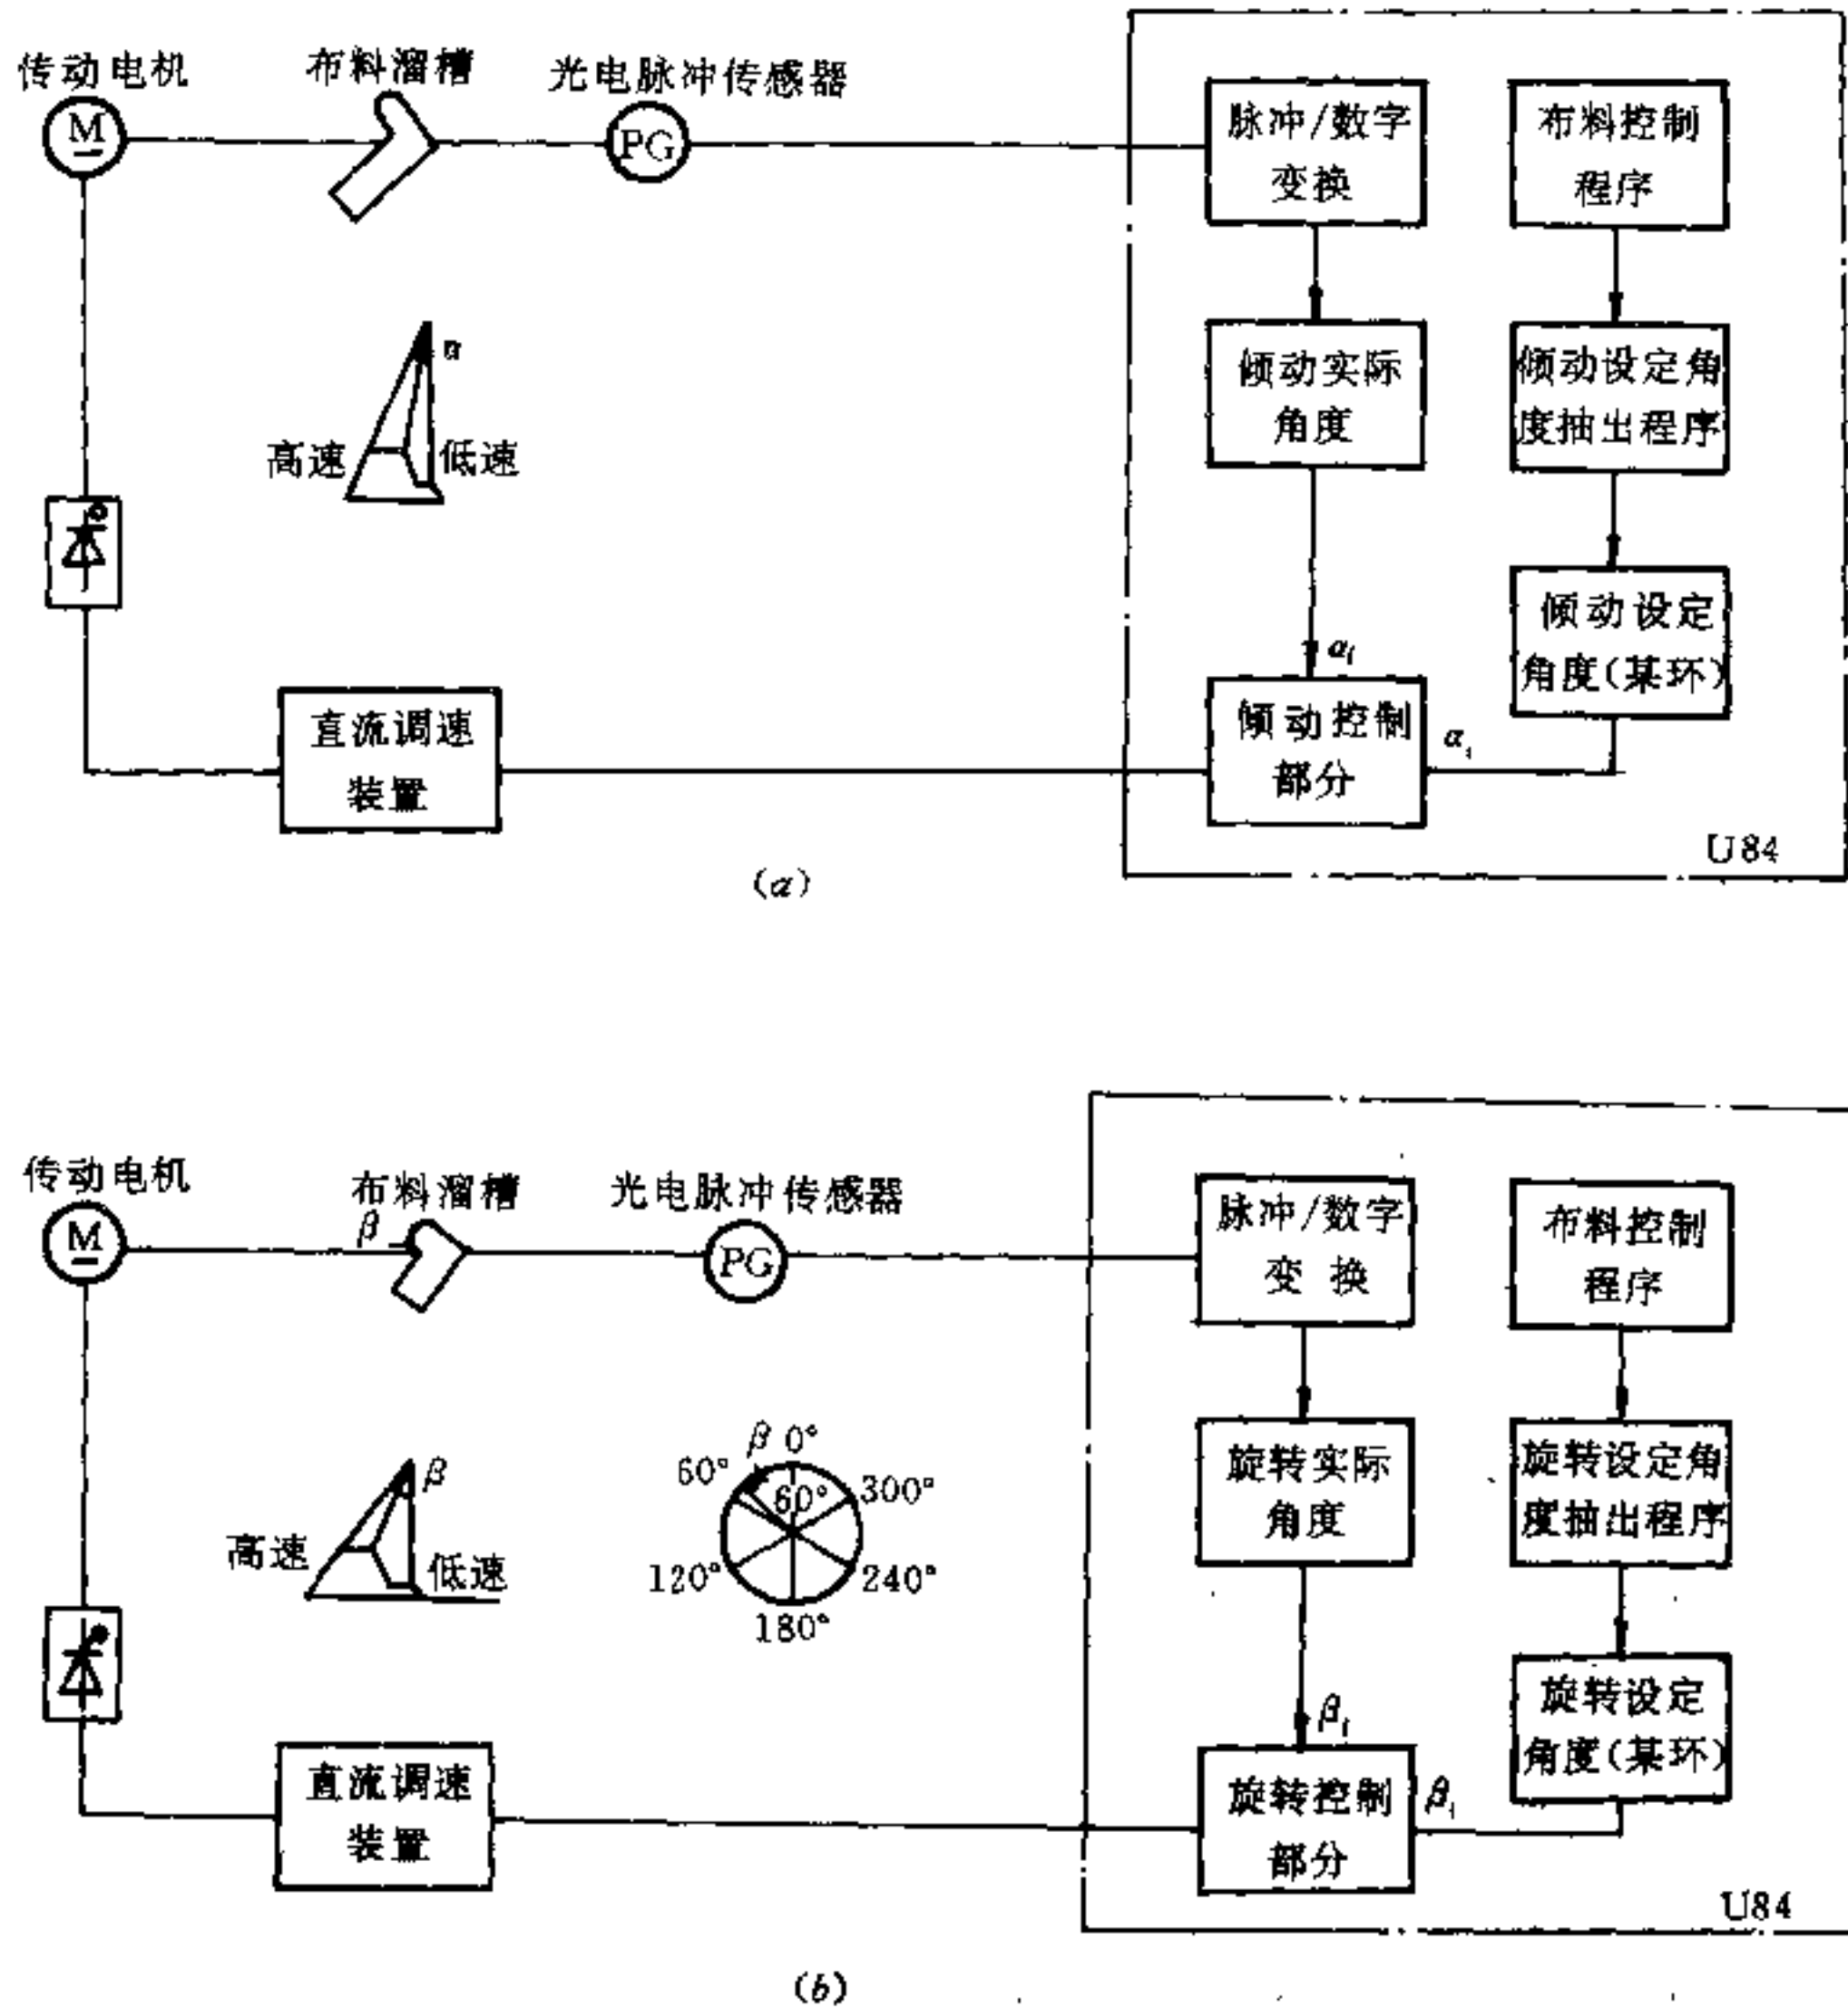 传动电机
布料溜槽
光电脉冲传感器
M
PG
脉冲/数字
变换
布料控制
程序
α
高速
低速
倾动实际
角度
倾动设定角
度抽出程序
倾动设定
角度(某环)
直流调速
装置
倾动控制
部分
U84
(a)
传动电机
布料溜槽
光电脉冲传感器
β
M
PG
脉冲/数字
变 换
布料控制
程序
β
高速
低速
β 0°
60°
60°
300°
120°
240°
180°
旋转实际
角度
旋转设定角
度抽出程序
旋转设定
角度(某环)
直流调速
装置
旋转控制
部分
U84
(b)